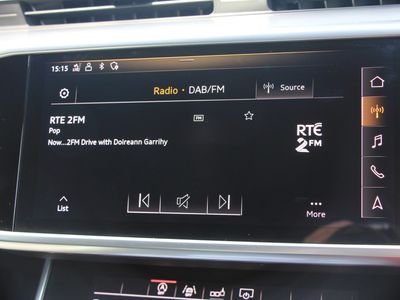 15:15
Radio • DAB/FM
Source
RTE 2FM
FM
Pop
Now...2FM Drive with Doireann Garrihy
RTÉ
2FM
List
More